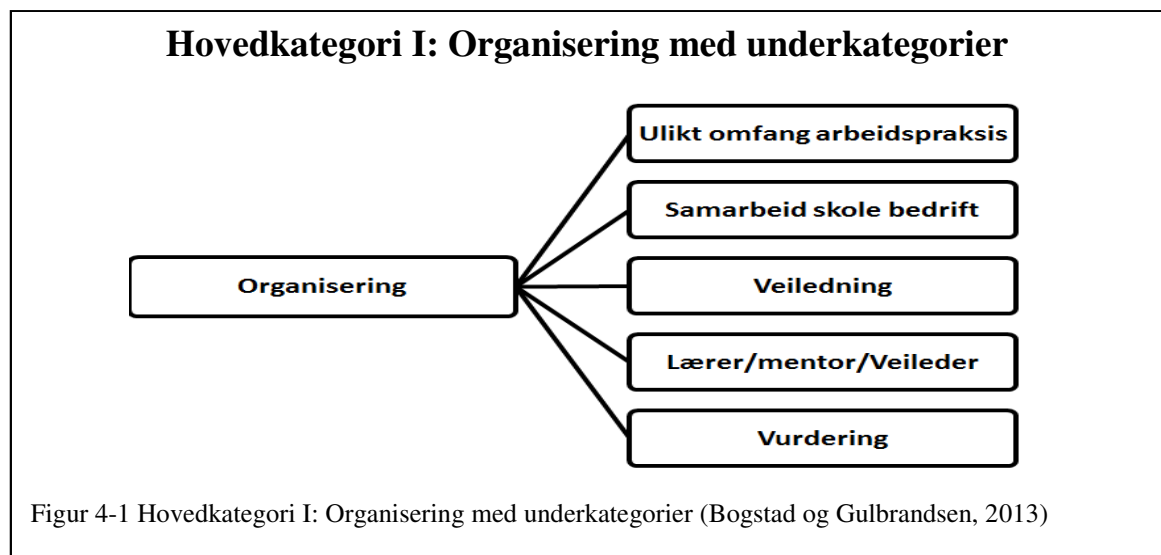 Hovedkategori I: Organisering med underkategorier
Ulikt omfang arbeidspraksis
Samarbeid skole bedrift
Organisering
Veiledning
Lærer/mentor/Veileder
Vurdering
Figur 4-1 Hovedkategori I: Organisering med underkategorier (Bogstad og Gulbrandsen, 2013)